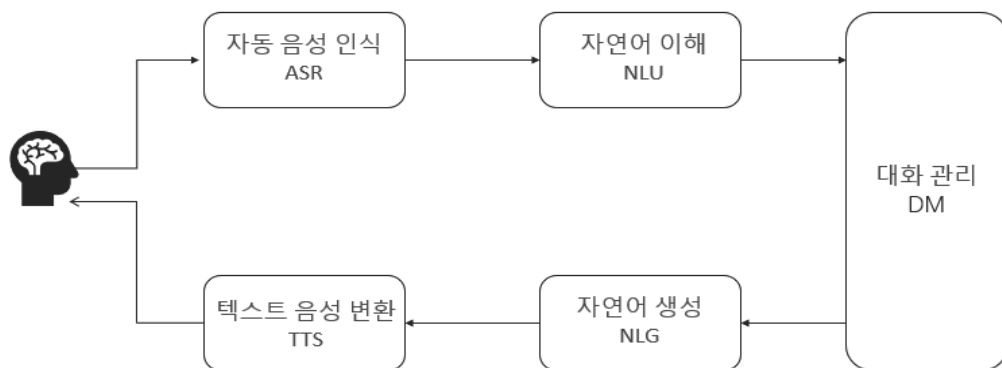 자동 음성 인식
ASR
자연어 이해
NLU
대화 관리
DM
자연어 생성
NLG
텍스트 음성 변환
TTS